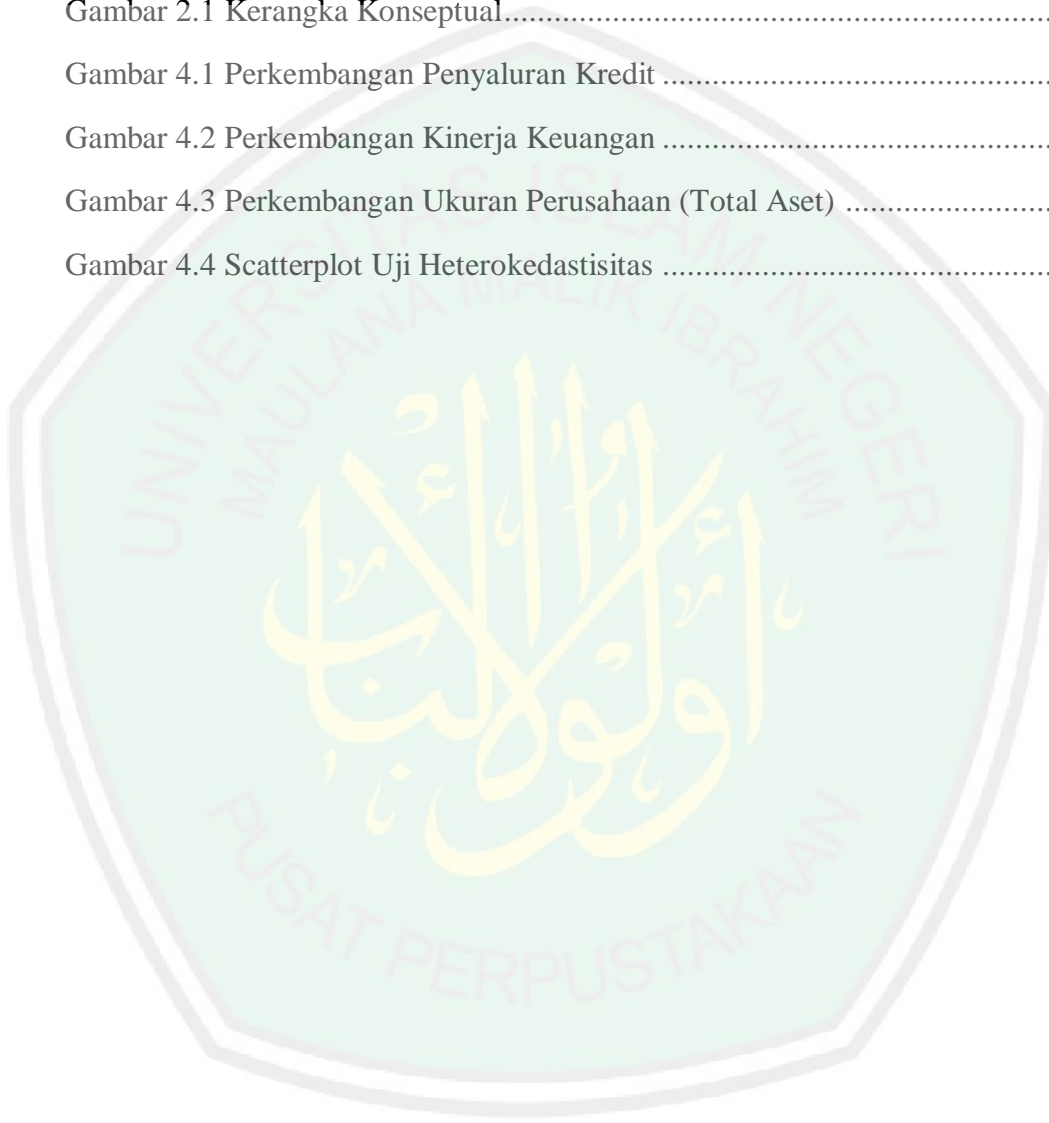 Gambar 2.1 Kerangka Konseptual....................................................................
Gambar 4.1 Perkembangan Penyaluran Kredit ................................................
Gambar 4.2 Perkembangan Kinerja Keuangan .................................................
Gambar 4.3 Perkembangan Ukuran Perusahaan (Total Aset) .........................
Gambar 4.4 Scatterplot Uji Heterokedastisitas ................................................
UNIVERSITAS ISLAM NEGERI
MAULANA MALIK IBRAHIM
أولوا الألباب
PUSAT PERPUSTAKAAN